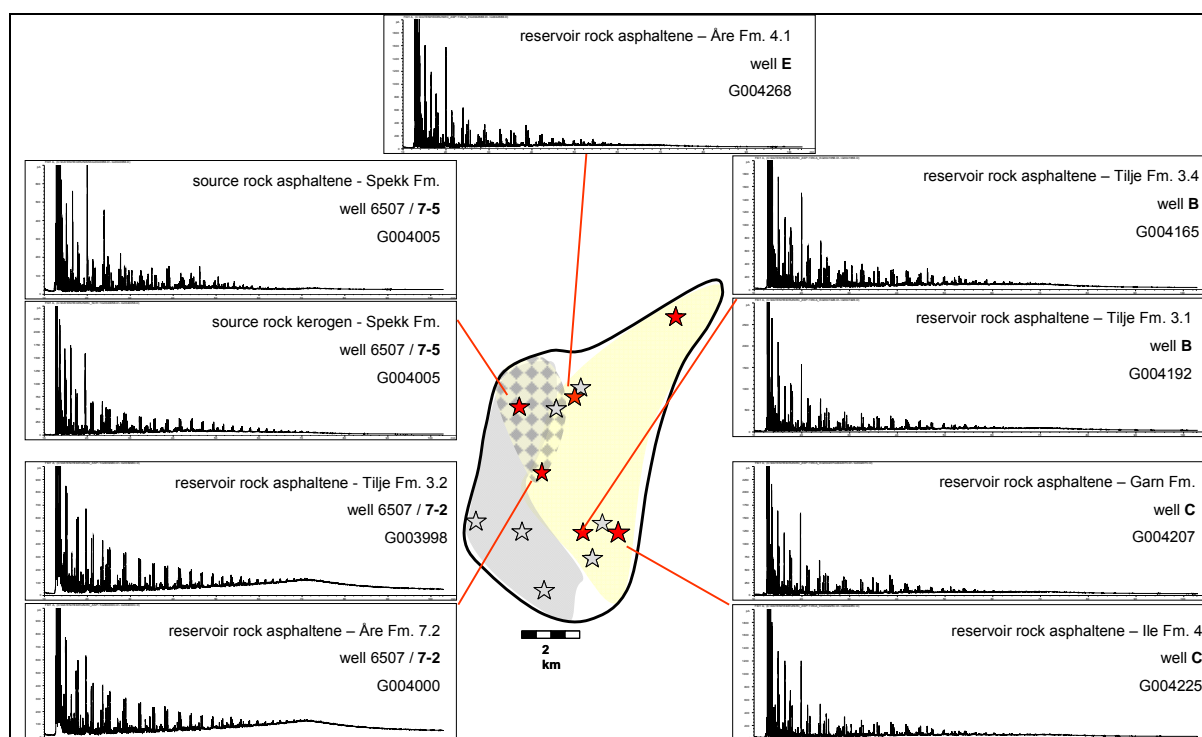 reservoir rock asphaltene – Åre Fm. 4.1
well E
G004268
source rock asphaltene - Spekk Fm.
well 6507 / 7-5
G004005
source rock kerogen - Spekk Fm.
well 6507 / 7-5
G004005
reservoir rock asphaltene - Tilje Fm. 3.2
well 6507 / 7-2
G003998
reservoir rock asphaltene – Åre Fm. 7.2
well 6507 / 7-2
G004000
reservoir rock asphaltene – Tilje Fm. 3.4
well B
G004165
reservoir rock asphaltene – Tilje Fm. 3.1
well B
G004192
reservoir rock asphaltene – Garn Fm.
well C
G004207
reservoir rock asphaltene – Ile Fm. 4
well C
G004225
2
km